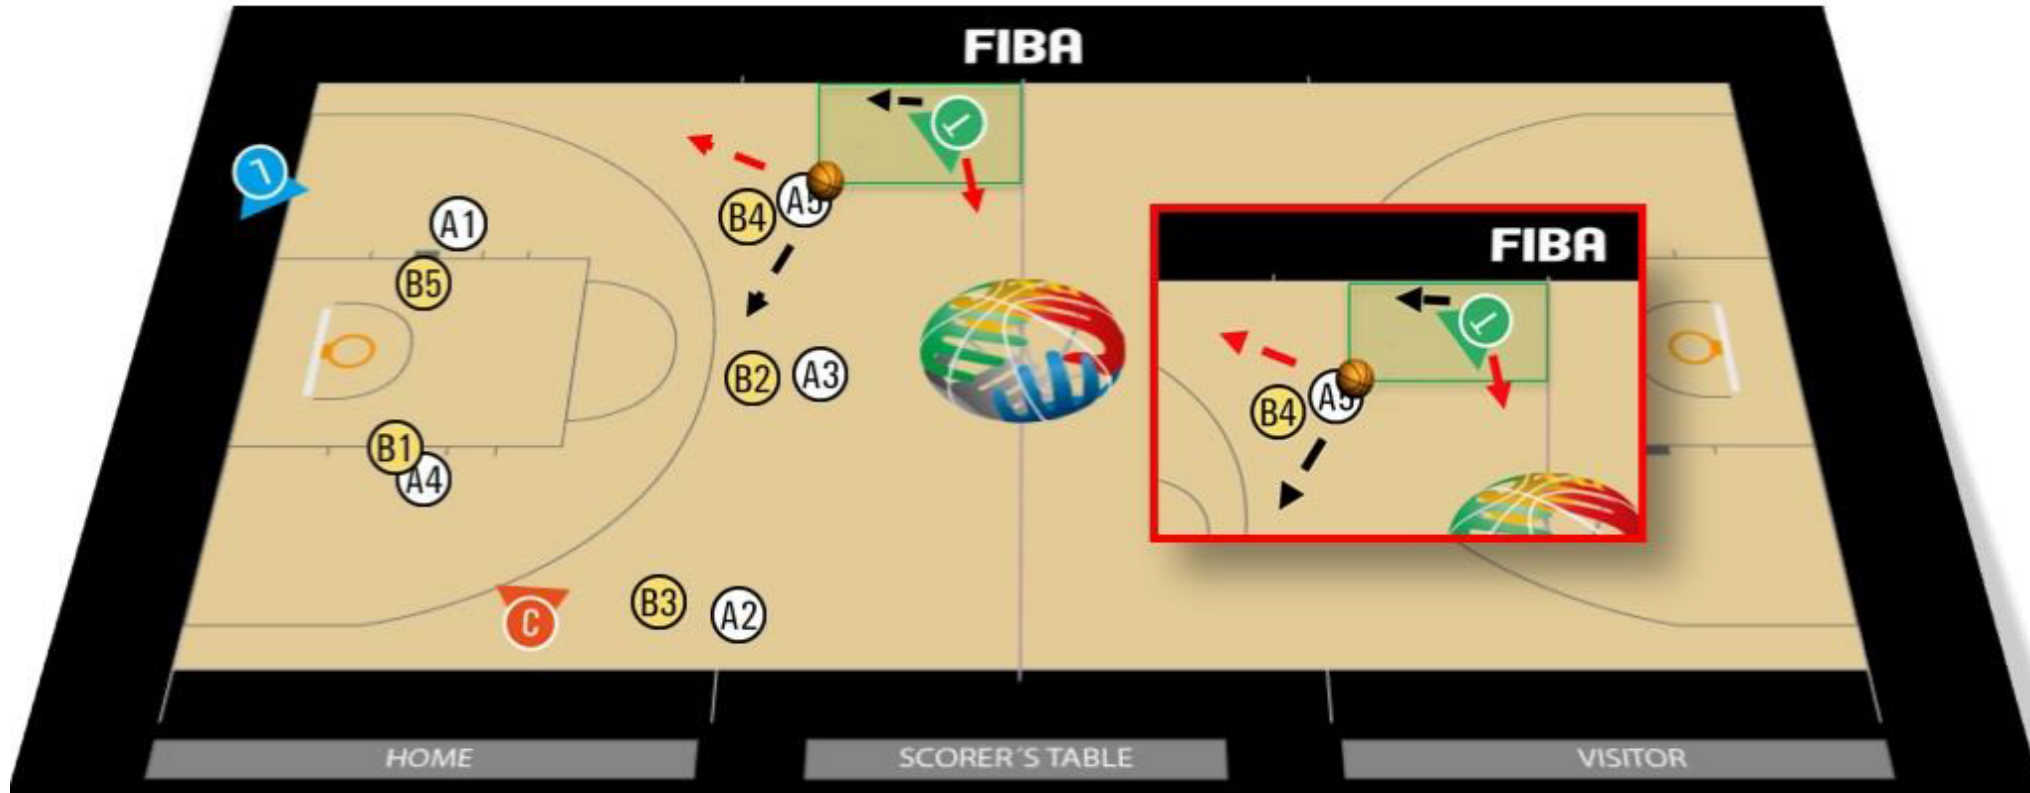 FIBA
T
L
A1
B4
A5
B5
FIBA
T
B2
A3
B4
A5
B1
A4
C
B3
A2
HOME
SCORER´S TABLE
VISITOR